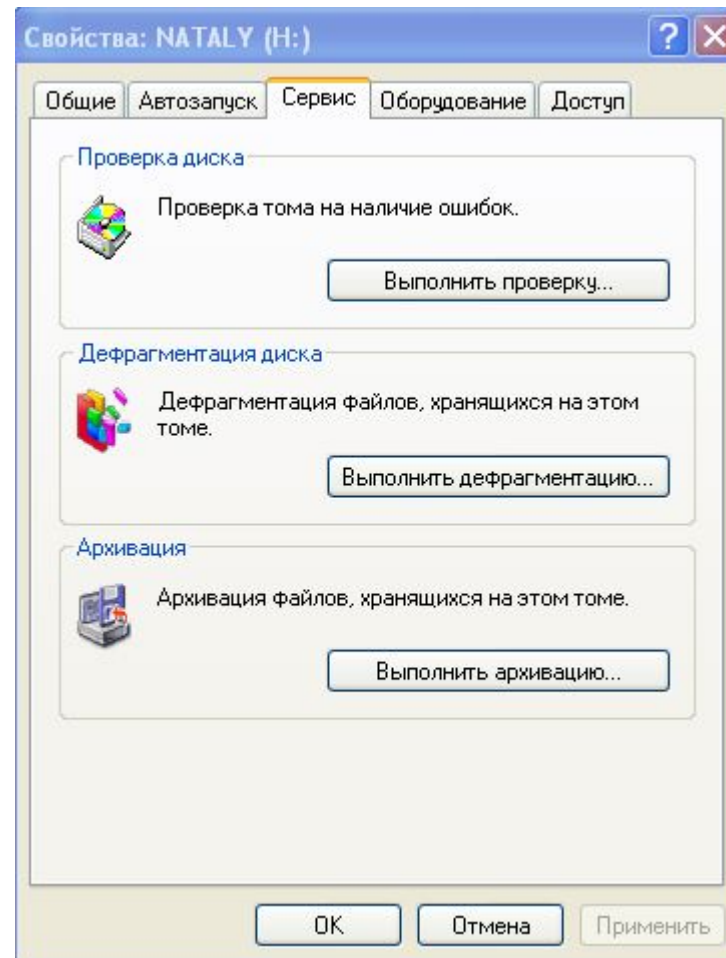 Свойства: NATALY (H:)
Общие Автозапуск Сервис Оборудование Доступ
Проверка диска
Проверка тома на наличие ошибок.
Выполнить проверку...
Дефрагментация диска
Дефрагментация файлов, хранящихся на этом
томе.
Выполнить дефрагментацию...
Архивация
Архивация файлов, хранящихся на этом томе.
Выполнить архивацию...
OK Отмена Применить